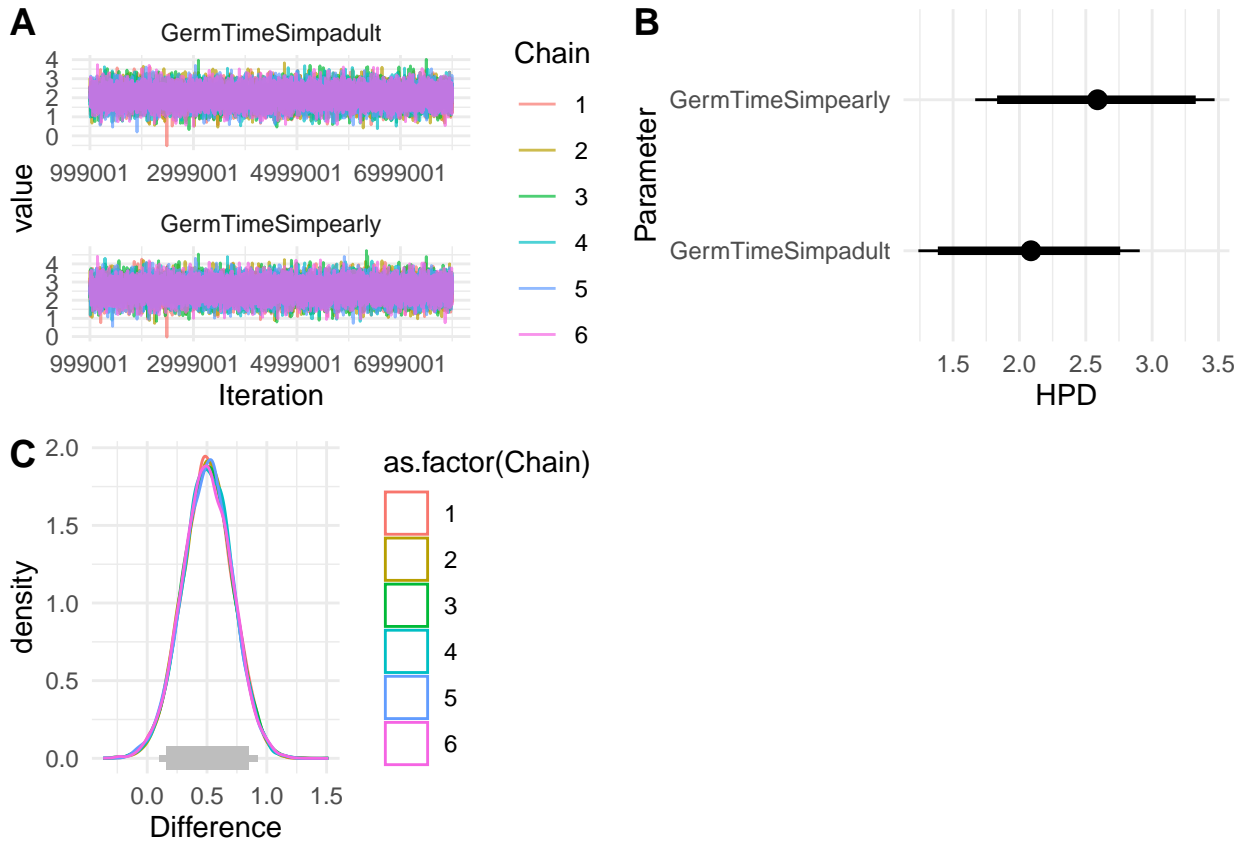 A
GermTimeSimpadult
4
3
2
1
0
999001 2999001 4999001 6999001
value
GermTimeSimpearly
4
3
2
1
0
999001 2999001 4999001 6999001
Iteration
Chain
1
2
3
4
5
6
B
Parameter
GermTimeSimpearly
GermTimeSimpadult
1.5 2.0 2.5 3.0 3.5
HPD
C
density
2.0
1.5
1.0
0.5
0.0
0.0 0.5 1.0 1.5
Difference
as.factor(Chain)
1
2
3
4
5
6